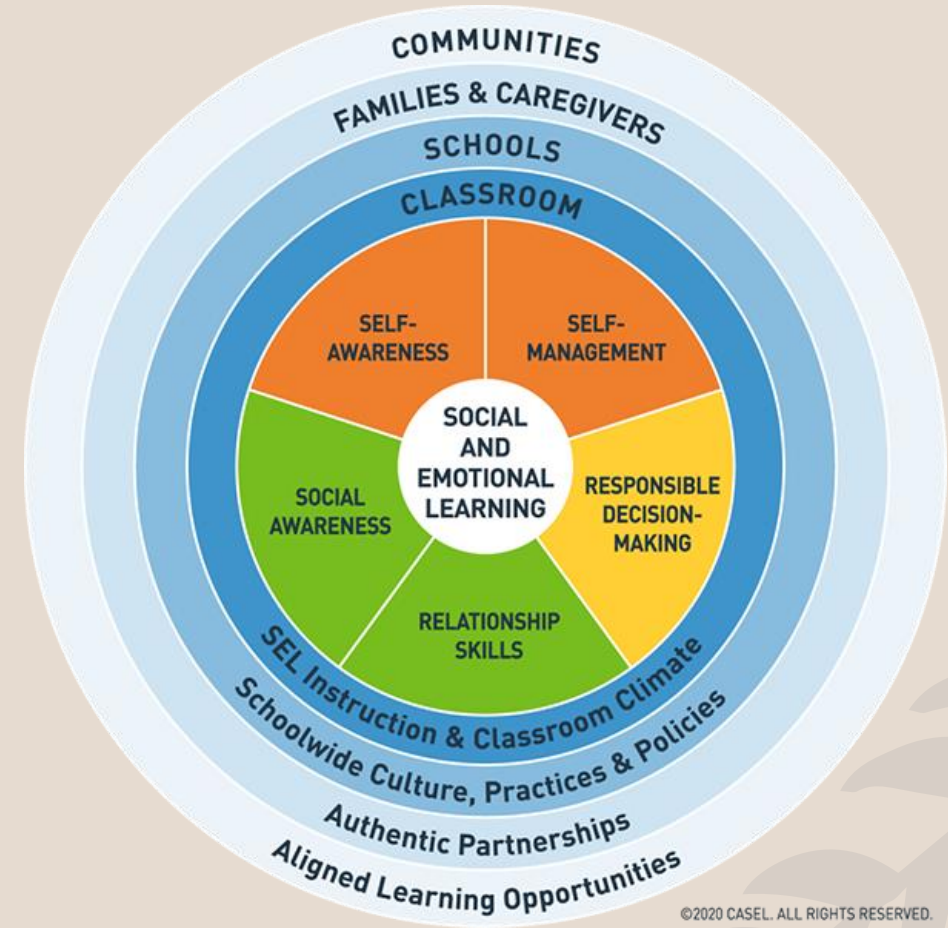 COMMUNITIES
FAMILIES & CAREGIVERS
SCHOOLS
CLASSROOM
SELF-
AWARENESS
SELF-
MANAGEMENT
SOCIAL
AND
EMOTIONAL
LEARNING
SOCIAL
AWARENESS
RESPONSIBLE
DECISION-
MAKING
RELATIONSHIP
SKILLS
SEL Instruction & Classroom Climate
Schoolwide Culture, Practices & Policies
Authentic Partnerships
Aligned Learning Opportunities
©2020 CASEL. ALL RIGHTS RESERVED.